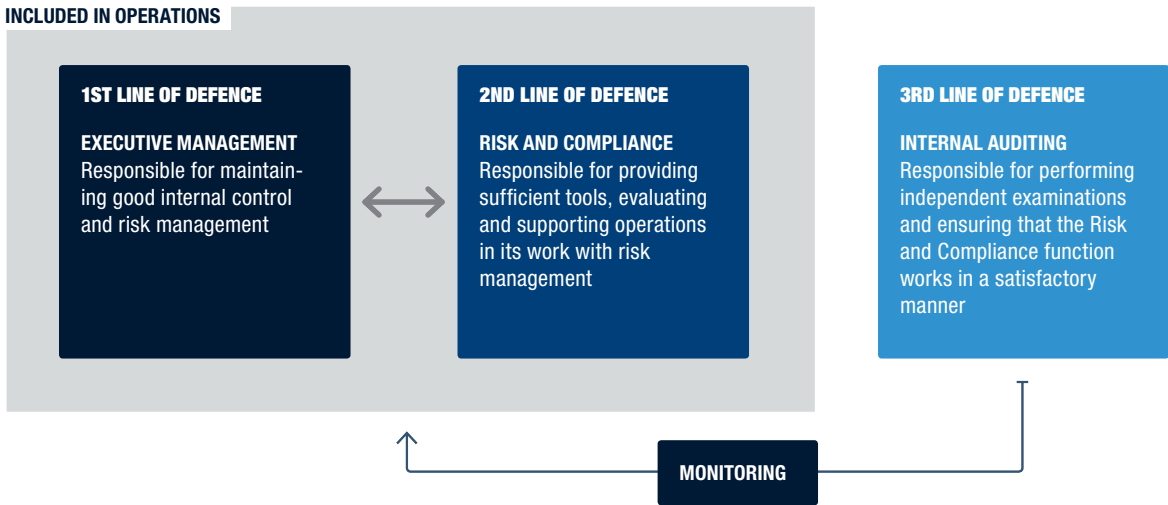 INCLUDED IN OPERATIONS
1ST LINE OF DEFENCE
EXECUTIVE MANAGEMENT
Responsible for maintain-
ing good internal control
and risk management
2ND LINE OF DEFENCE
RISK AND COMPLIANCE
Responsible for providing
sufficient tools, evaluating
and supporting operations
in its work with risk
management
3RD LINE OF DEFENCE
INTERNAL AUDITING
Responsible for performing
independent examinations
and ensuring that the Risk
and Compliance function
works in a satisfactory
manner
MONITORING